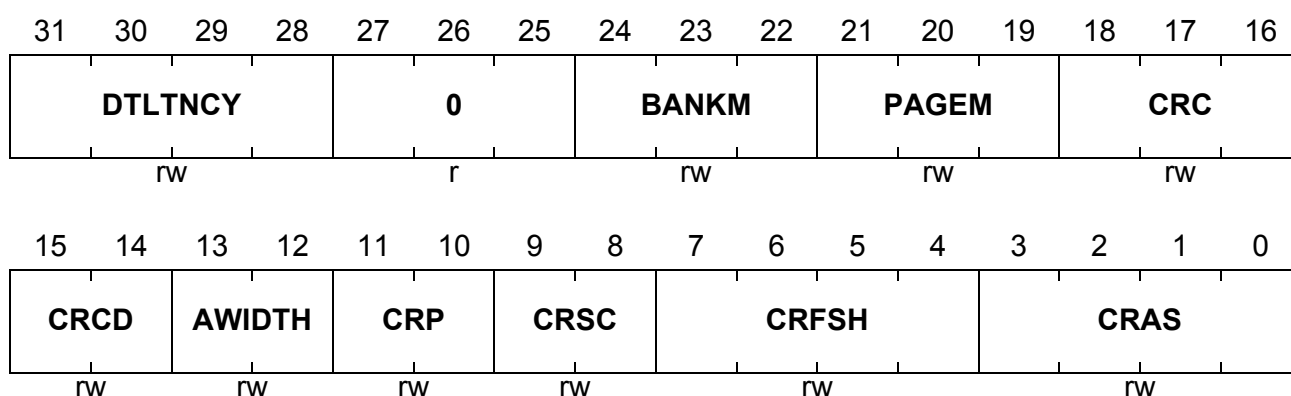 31 30 29 28 27 26 25 24 23 22 21 20 19 18 17 16
DTLTNCY 0 BANKM PAGEM CRC
rw r rw rw rw
15 14 13 12 11 10 9 8 7 6 5 4 3 2 1 0
CRCD AWIDTH CRP CRSC CRFSH CRAS
rw rw rw rw rw rw